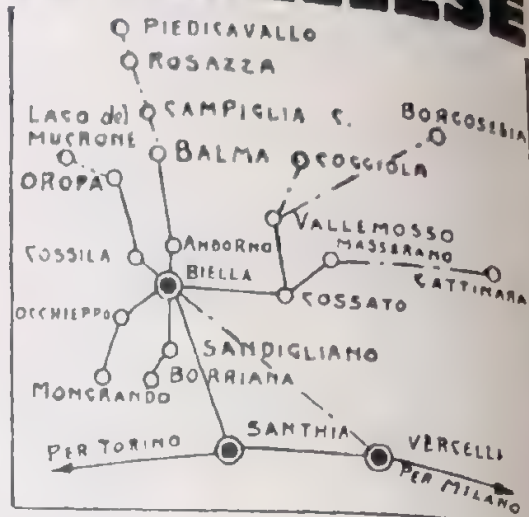 LLESE
PIEDICAVALLO
ROSAZZA
LAGO del
MUCRONE
CAMPIGLIA C.
BORGOSESIA
BALMA
COGGIOLA
OROPA
VALLEMOSSO
ANDORNO
MASSERANO
COSSILA
BIELLA
GATTINARA
COSSATO
OCCHIEPPO
SANDIGLIANO
MONGRANDO
BORRIANA
SANTHIA
VERCELLI
PER TORINO
PER MILANO